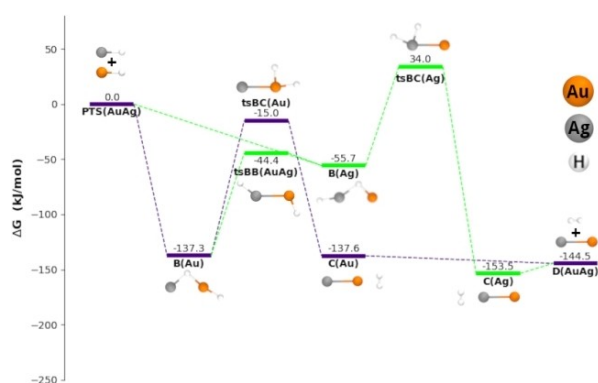 ΔG (kJ/mol)
50
0
−50
−100
−150
−200
−250
+
0.0
PTS(AuAg)
−137.3
B(Au)
tsBC(Au)
−15.0
−44.4
tsBB(AuAg)
−55.7
B(Ag)
−137.6
C(Au)
34.0
tsBC(Ag)
−153.5
C(Ag)
+
−144.5
D(AuAg)
Au
Ag
H